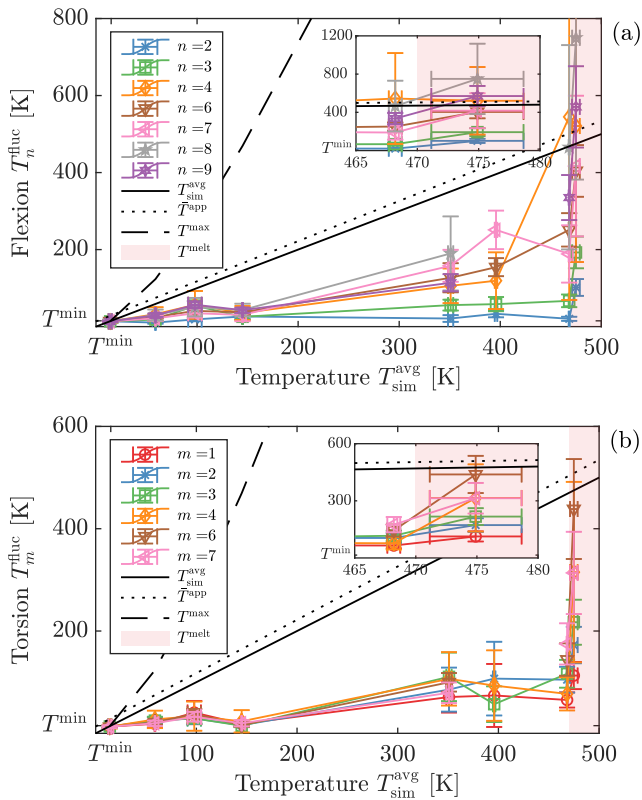 800
600
400
200
T^min
Flexion T_n^fluc [K]
n = 2
n = 3
n = 4
n = 6
n = 7
n = 8
n = 9
T_sim^avg
T̄^app
T^max
T^melt
1200
800
400
T^min
465 470 475 480
(a)
T^min 100 200 300 400 500
Temperature T_sim^avg [K]
600
400
200
T^min
Torsion T_m^fluc [K]
m = 1
m = 2
m = 3
m = 4
m = 6
m = 7
T_sim^avg
T̄^app
T^max
T^melt
600
300
T^min
465 470 475 480
(b)
T^min 100 200 300 400 500
Temperature T_sim^avg [K]